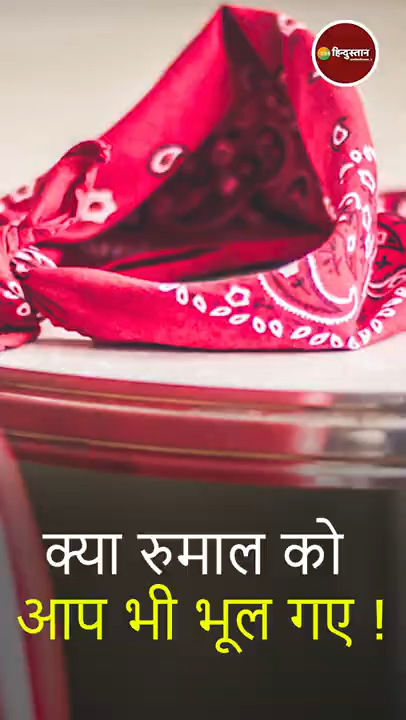 हिन्दुस्तान
क्या रुमाल को
आप भी भूल गए !